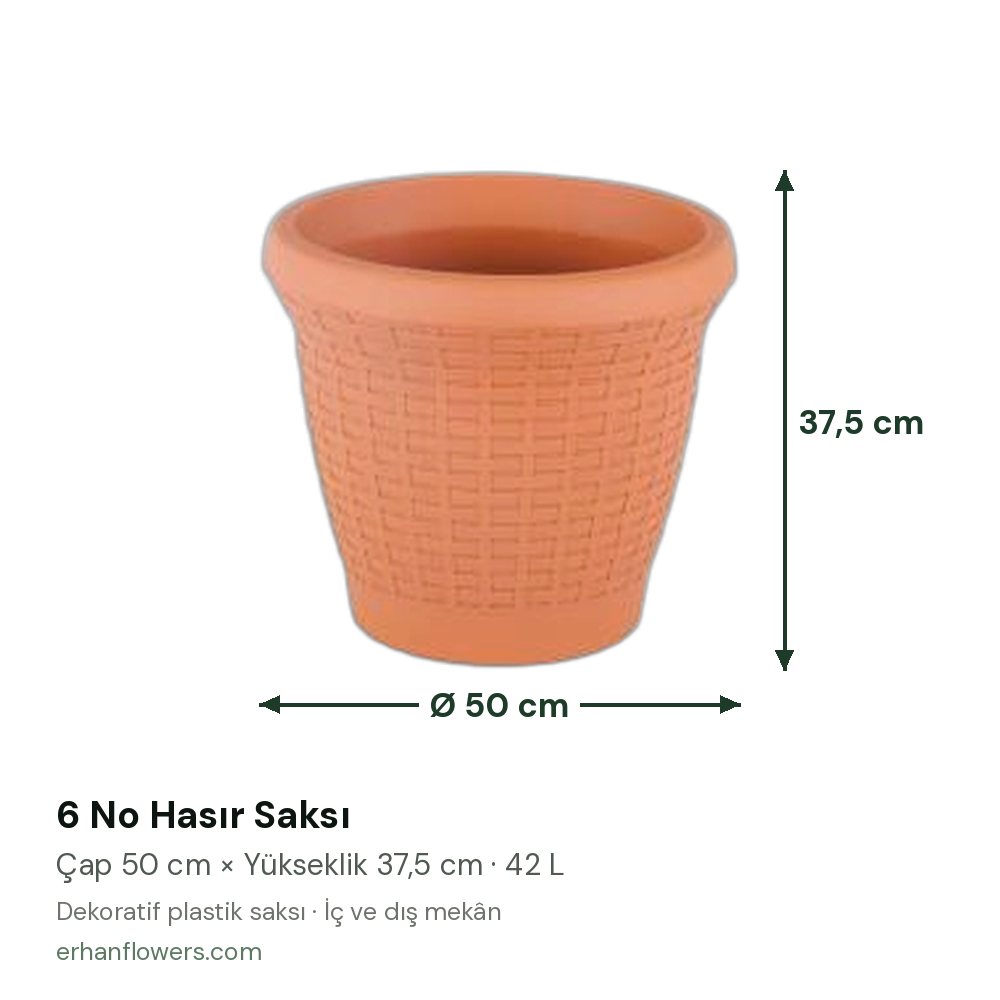 37,5 cm
Ø 50 cm
6 No Hasır Saksı
Çap 50 cm × Yükseklik 37,5 cm · 42 L
Dekoratif plastik saksı · İç ve dış mekân
erhanflowers.com